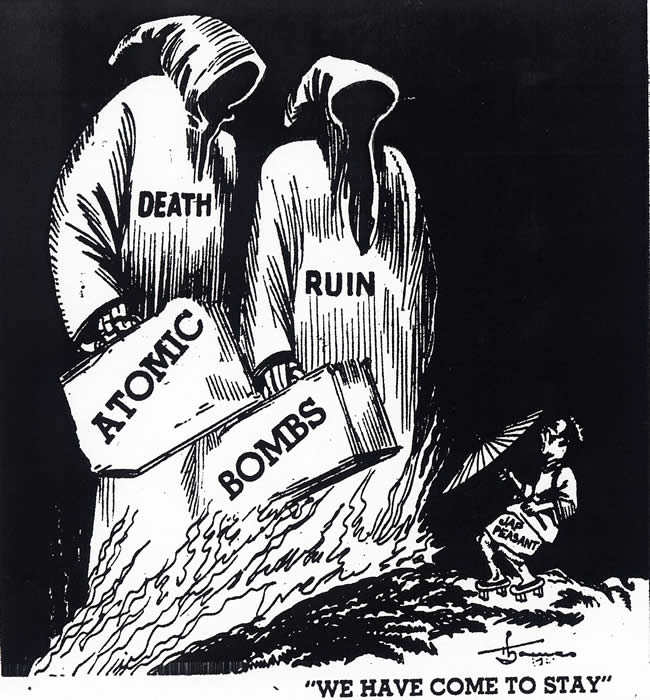 DEATH
RUIN
ATOMIC
BOMBS
JAP
PEASANT
"WE HAVE COME TO STAY"